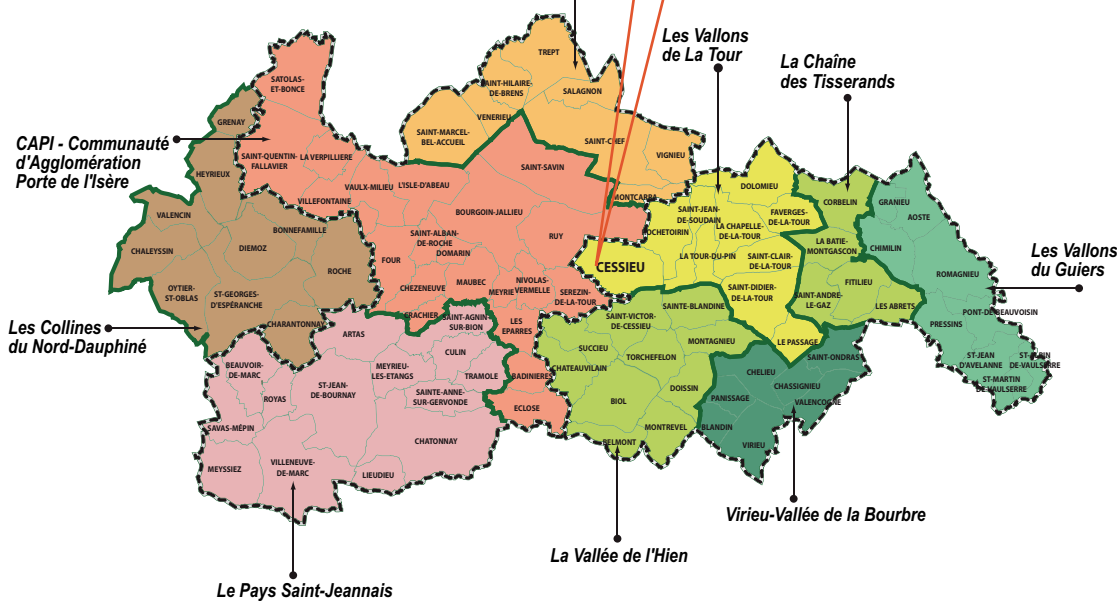 Les Vallons
de La Tour
La Chaîne
des Tisserands
CAPI - Communauté
d'Agglomération
Porte de l'Isère
Les Vallons
du Guiers
Les Collines
du Nord-Dauphiné
Virieu-Vallée de la Bourbre
La Vallée de l'Hien
Le Pays Saint-Jeannais
TREPT
SATOLAS-
ET-BONCE
SAINT-HILAIRE-
DE-BRENS
SALAGNON
GRENAY
VENERIEU
SAINT-MARCEL-
BEL-ACCUEIL
SAINT-CHEF
VIGNIEU
SAINT-QUENTIN-
FALLAVIER
LA VERPILLIERE
HEYRIEUX
SAINT-SAVIN
VAULX-MILIEU
L'ISLE-D'ABEAU
MONTCARRA
DOLOMIEU
VILLEFONTAINE
CORBELIN
GRANIEU
AOSTE
VALENCIN
BOURGOIN-JALLIEU
SAINT-JEAN-
DE-SOUDAIN
FAVERGES-
DE-LA-TOUR
BONNEFAMILLE
ROCHETOIRIN
LA CHAPELLE-
DE-LA-TOUR
CHALEYSSIN
DIEMOZ
SAINT-ALBAN-
DE-ROCHE
DOMARIN
RUY
LA BATIE-
MONTGASCON
CHIMILIN
FOUR
CESSIEU
LA TOUR-DU-PIN
SAINT-CLAIR-
DE-LA-TOUR
ROCHE
ROMAGNIEU
OYTIER-
ST-OBLAS
ST-GEORGES-
D'ESPÉRANCHE
CHEZENEUVE
MAUBEC
MEYRIE
NIVOLAS-
VERMELLE
SEREZIN-
DE-LA-TOUR
SAINT-DIDIER-
DE-LA-TOUR
FITILIEU
SAINT-ANDRE-
LE-GAZ
LES ABRETS
SAINTE-BLANDINE
CRACHIER
SAINT-AGNIN-
SUR-BION
LES
EPARRES
SAINT-VICTOR-
DE-CESSIEU
PONT-DE-BEAUVOISIN
PRESSINS
CHARANTONNAY
ARTAS
MONTAGNIEU
LE PASSAGE
SAINT-ONDRAS
CULIN
SUCCIEU
TORCHEFELON
ST-JEAN
D'AVELANNE
ST-ALBIN
DE-VAULSERRE
BEAUVOIR-
DE-MARC
MEYRIEU-
LES-ETANGS
TRAMOLE
BADINIERES
CHATEAUVILAIN
CHELIEU
ST-MARTIN
DE-VAULSERRE
ROYAS
ST-JEAN-
DE-BOURNAY
SAINTE-ANNE-
SUR-GERVONDE
DOISSIN
CHASSIGNIEU
PANISSAGE
VALENCOGNE
ECLOSE
BIOL
SAVAS-MÉPIN
MONTREVEL
BLANDIN
CHATONNAY
BELMONT
VIRIEU
MEYSSIEZ
VILLENEUVE-
DE-MARC
LIEUDIEU